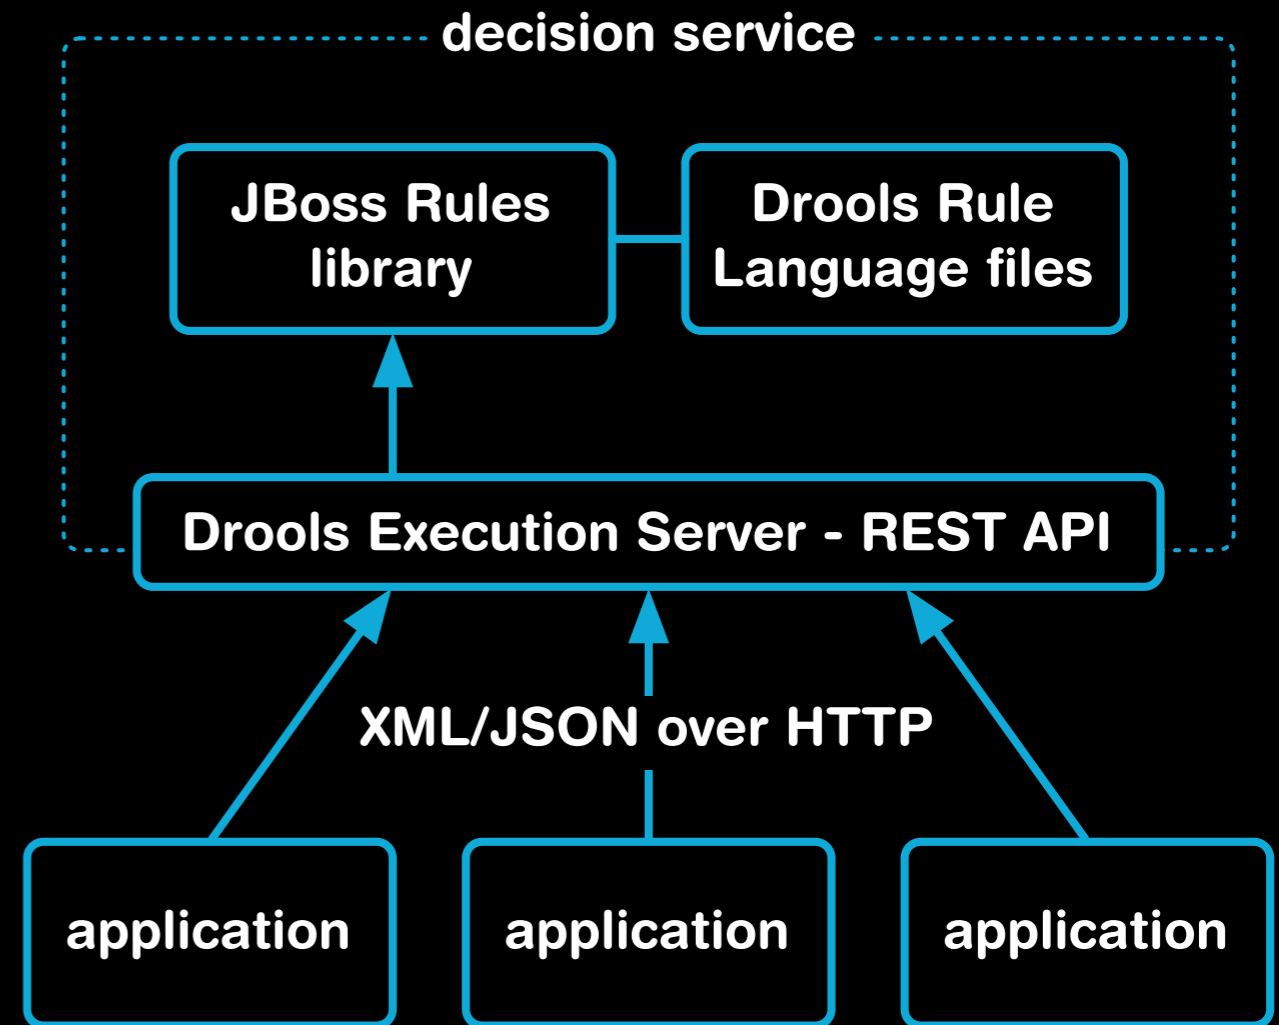 decision service
JBoss Rules
library
Drools Rule
Language files
Drools Execution Server - REST API
XML/JSON over HTTP
application
application
application